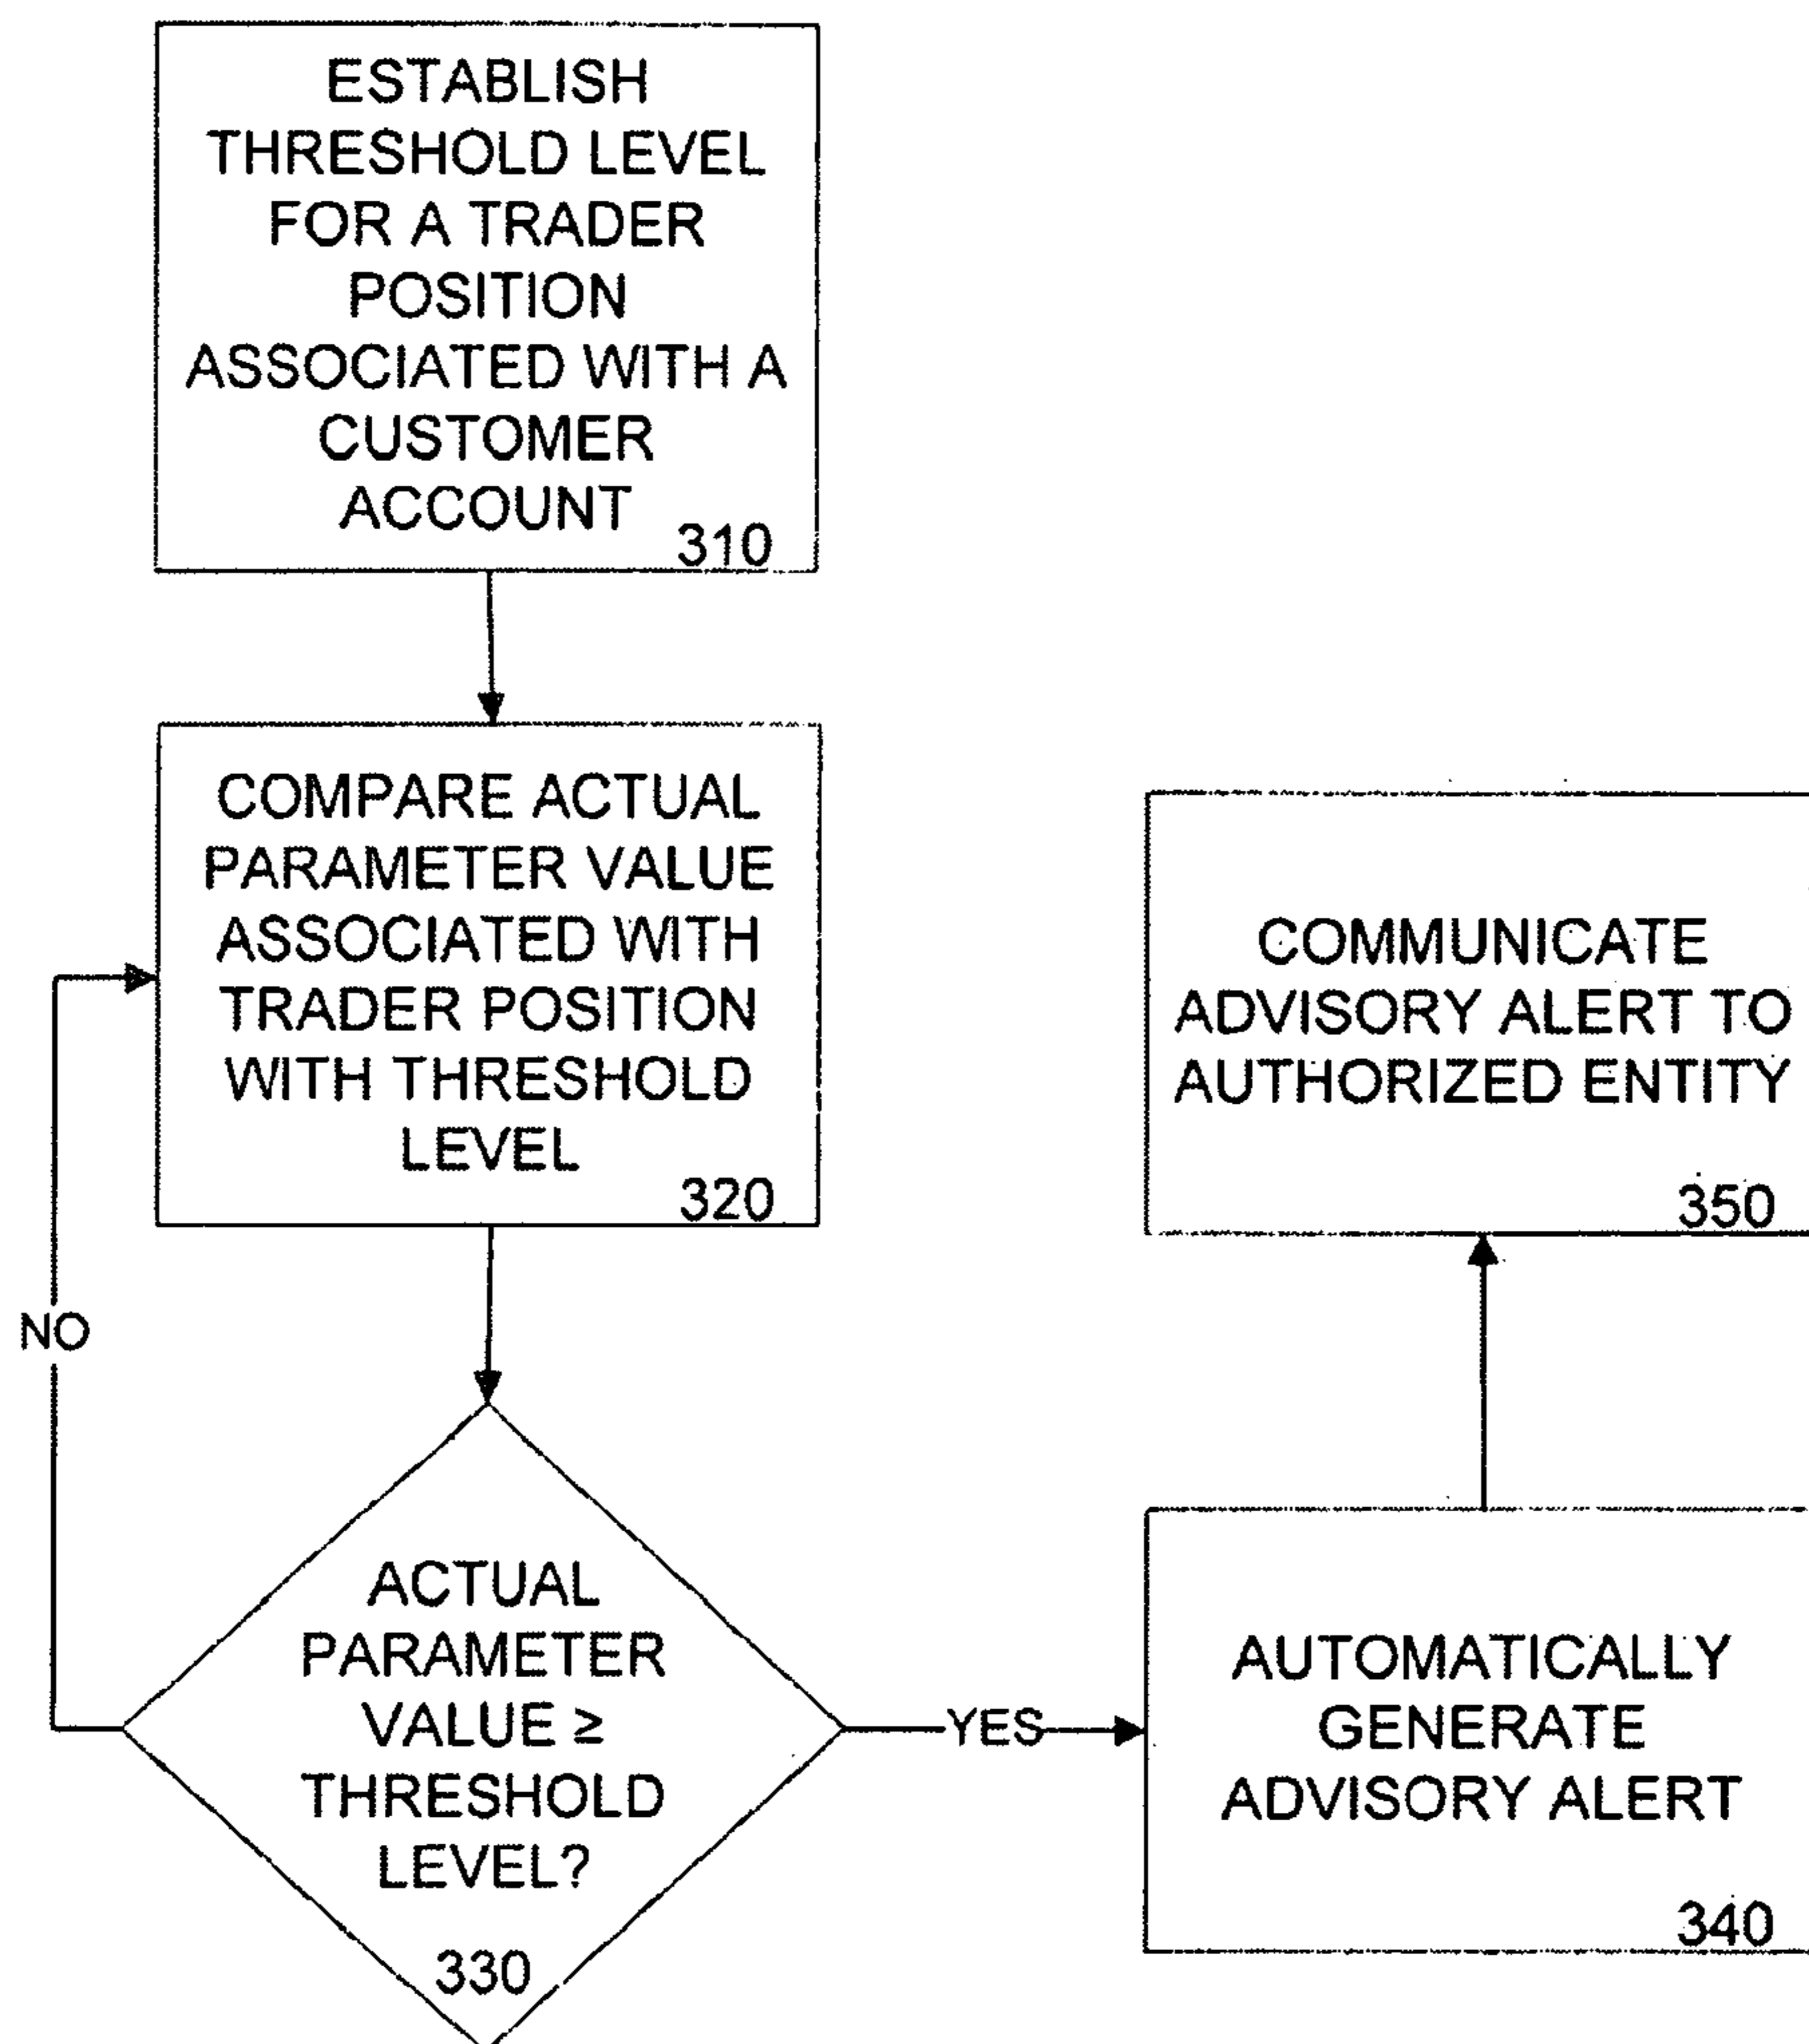 ESTABLISH
THRESHOLD LEVEL
FOR A TRADER
POSITION
ASSOCIATED WITH A
CUSTOMER
ACCOUNT
310
COMPARE ACTUAL
PARAMETER VALUE
ASSOCIATED WITH
TRADER POSITION
WITH THRESHOLD
LEVEL
320
NO
ACTUAL
PARAMETER
VALUE ≥
THRESHOLD
LEVEL?
330
YES
AUTOMATICALLY
GENERATE
ADVISORY ALERT
340
COMMUNICATE
ADVISORY ALERT TO
AUTHORIZED ENTITY
350